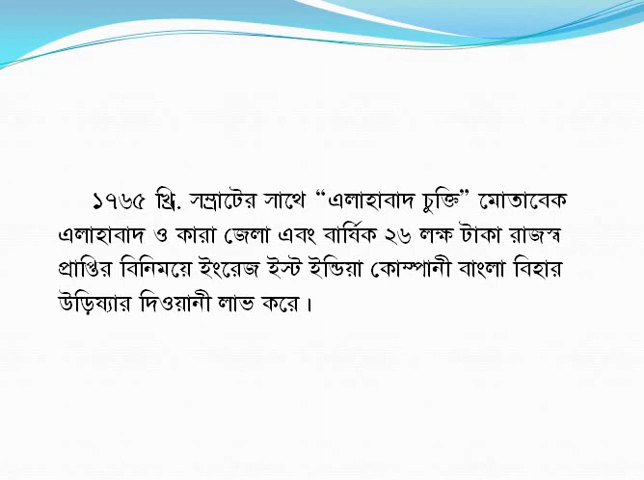 ১৭৬৫ খ্রি. সম্রাটের সাথে “এলাহাবাদ চুক্তি” মোতাবেক
এলাহাবাদ ও কারা জেলা এবং বার্ষিক ২৬ লক্ষ টাকা রাজস্ব
প্রাপ্তির বিনিময়ে ইংরেজ ইস্ট ইন্ডিয়া কোম্পানী বাংলা বিহার
উড়িষ্যার দিওয়ানী লাভ করে।